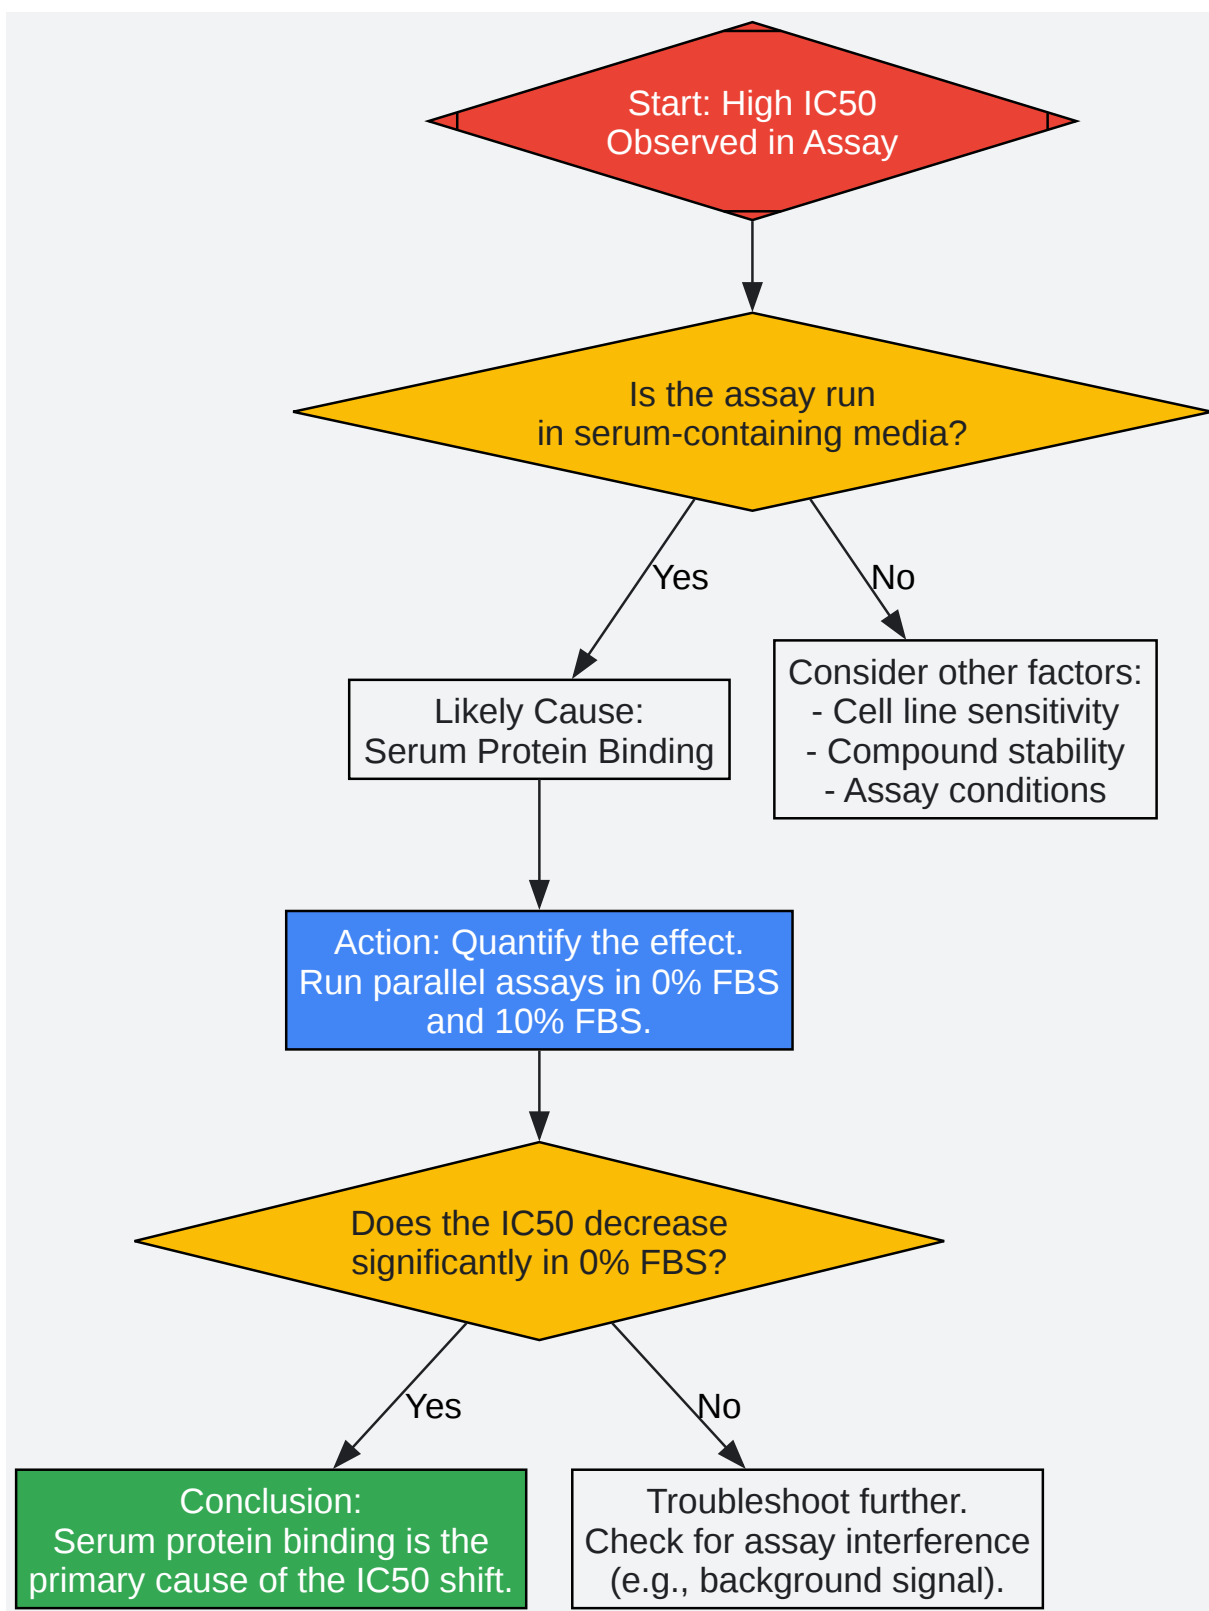 Start: High IC50
Observed in Assay
Is the assay run
in serum-containing media?
Yes
No
Likely Cause:
Serum Protein Binding
Consider other factors:
- Cell line sensitivity
- Compound stability
- Assay conditions
Action: Quantify the effect.
Run parallel assays in 0% FBS
and 10% FBS.
Does the IC50 decrease
significantly in 0% FBS?
Yes
No
Conclusion:
Serum protein binding is the
primary cause of the IC50 shift.
Troubleshoot further.
Check for assay interference
(e.g., background signal).